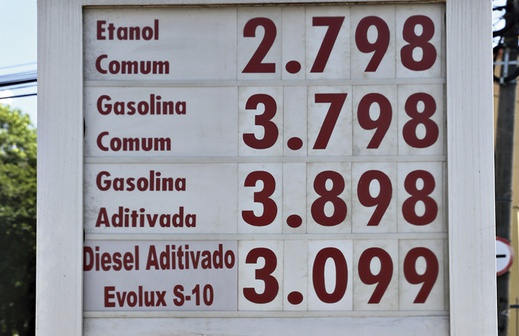 Etanol
Comum 2.798
Gasolina
Comum 3.798
Gasolina
Aditivada 3.898
Diesel Aditivado
Evolux S-10 3.099